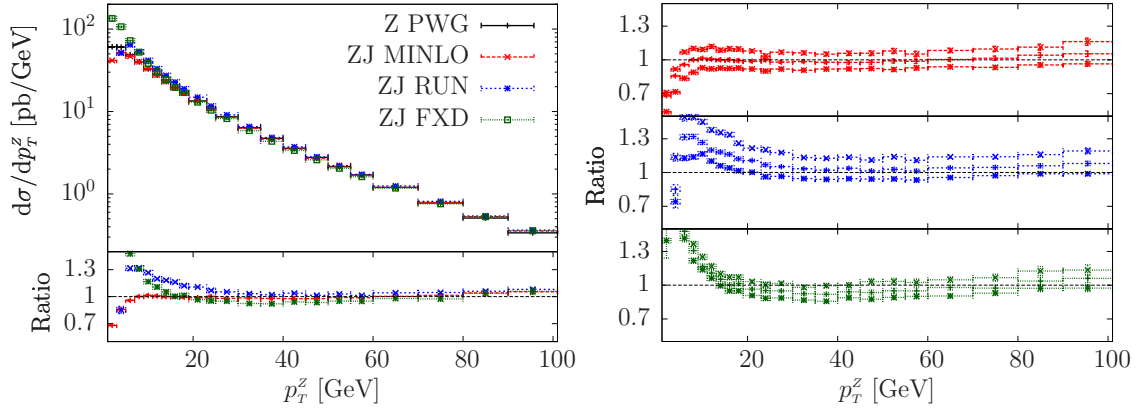 dσ/dp_T^Z [pb/GeV]
10^2
10^1
10^0
Z PWG
ZJ MINLO
ZJ RUN
ZJ FXD
Ratio
1.3
1
0.7
20
40
60
80
100
p_T^Z [GeV]
1.3
1
0.7
Ratio
1.3
1
0.7
1.3
1
0.7
0
20
40
60
80
100
p_T^Z [GeV]